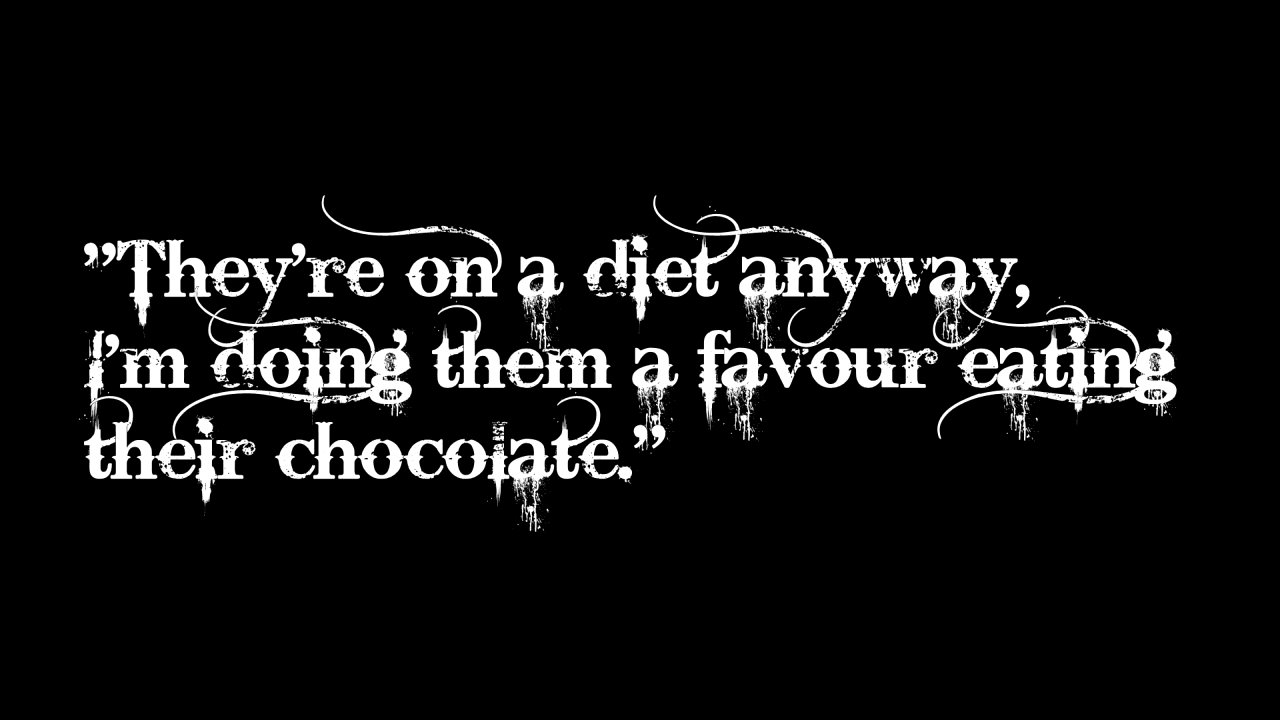 ”They’re on a diet anyway,
I’m doing them a favour eating
their chocolate.”